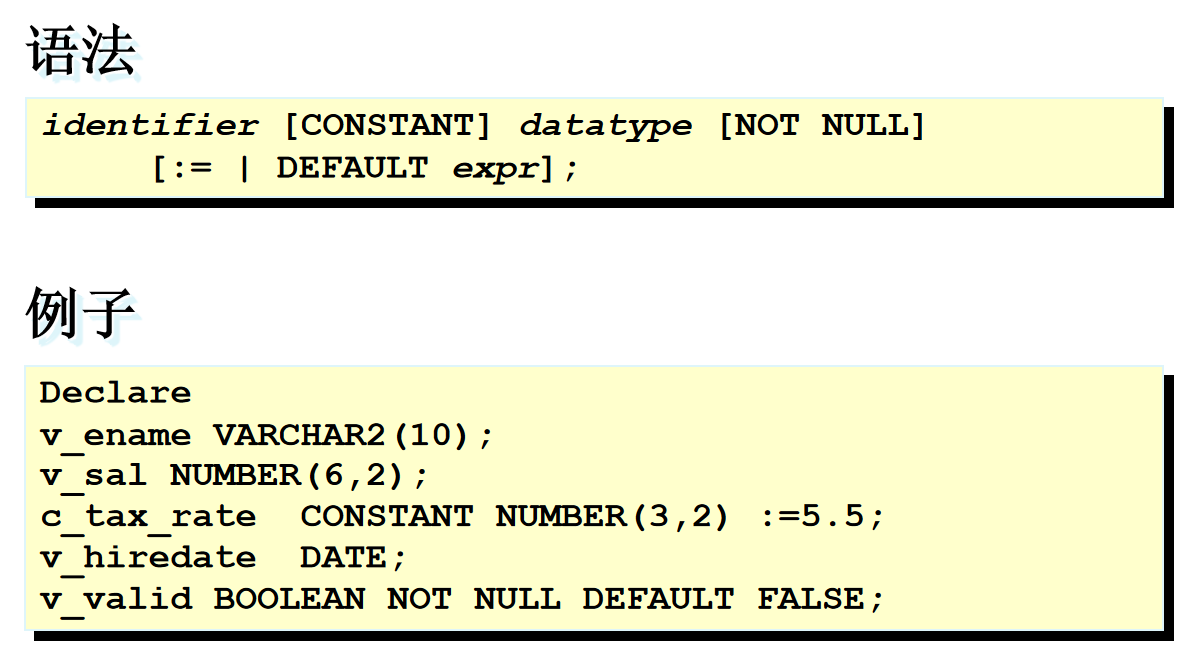 语法
identifier [CONSTANT] datatype [NOT NULL]
[:= | DEFAULT expr];
例子
Declare
v_ename VARCHAR2(10);
v_sal NUMBER(6,2);
c_tax_rate  CONSTANT NUMBER(3,2) :=5.5;
v_hiredate  DATE;
v_valid BOOLEAN NOT NULL DEFAULT FALSE;